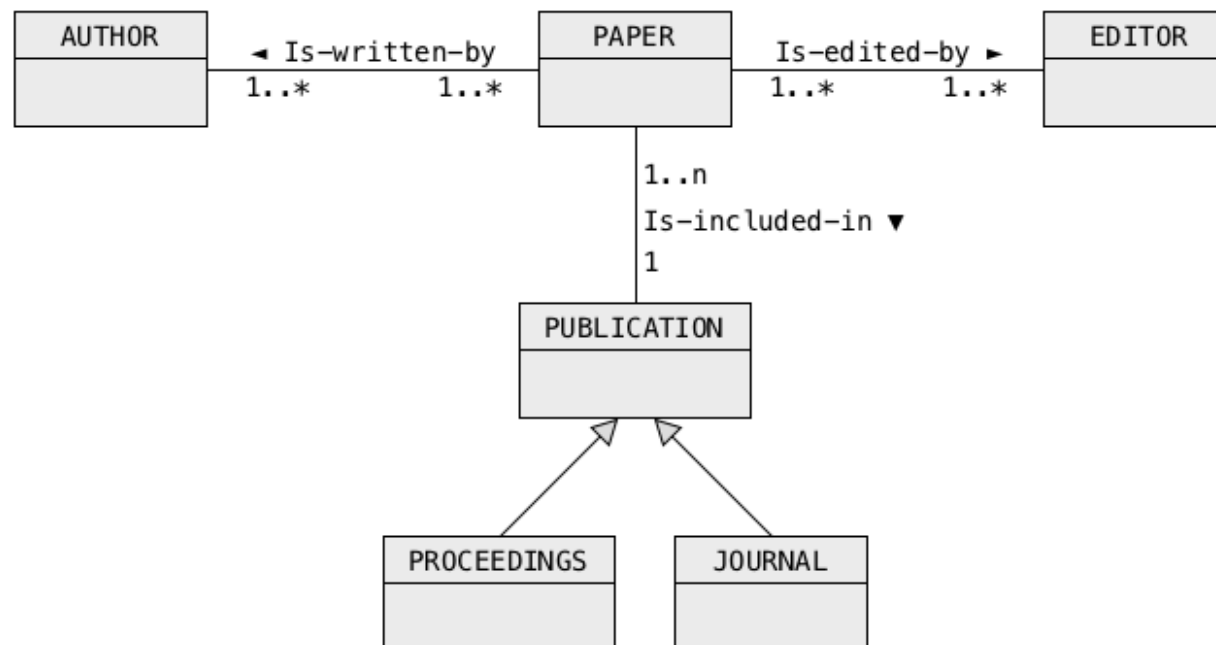 AUTHOR
◄ Is-written-by
1..*
1..*
PAPER
Is-edited-by ►
1..*
1..*
EDITOR
1..n
Is-included-in ▼
1
PUBLICATION
PROCEEDINGS
JOURNAL